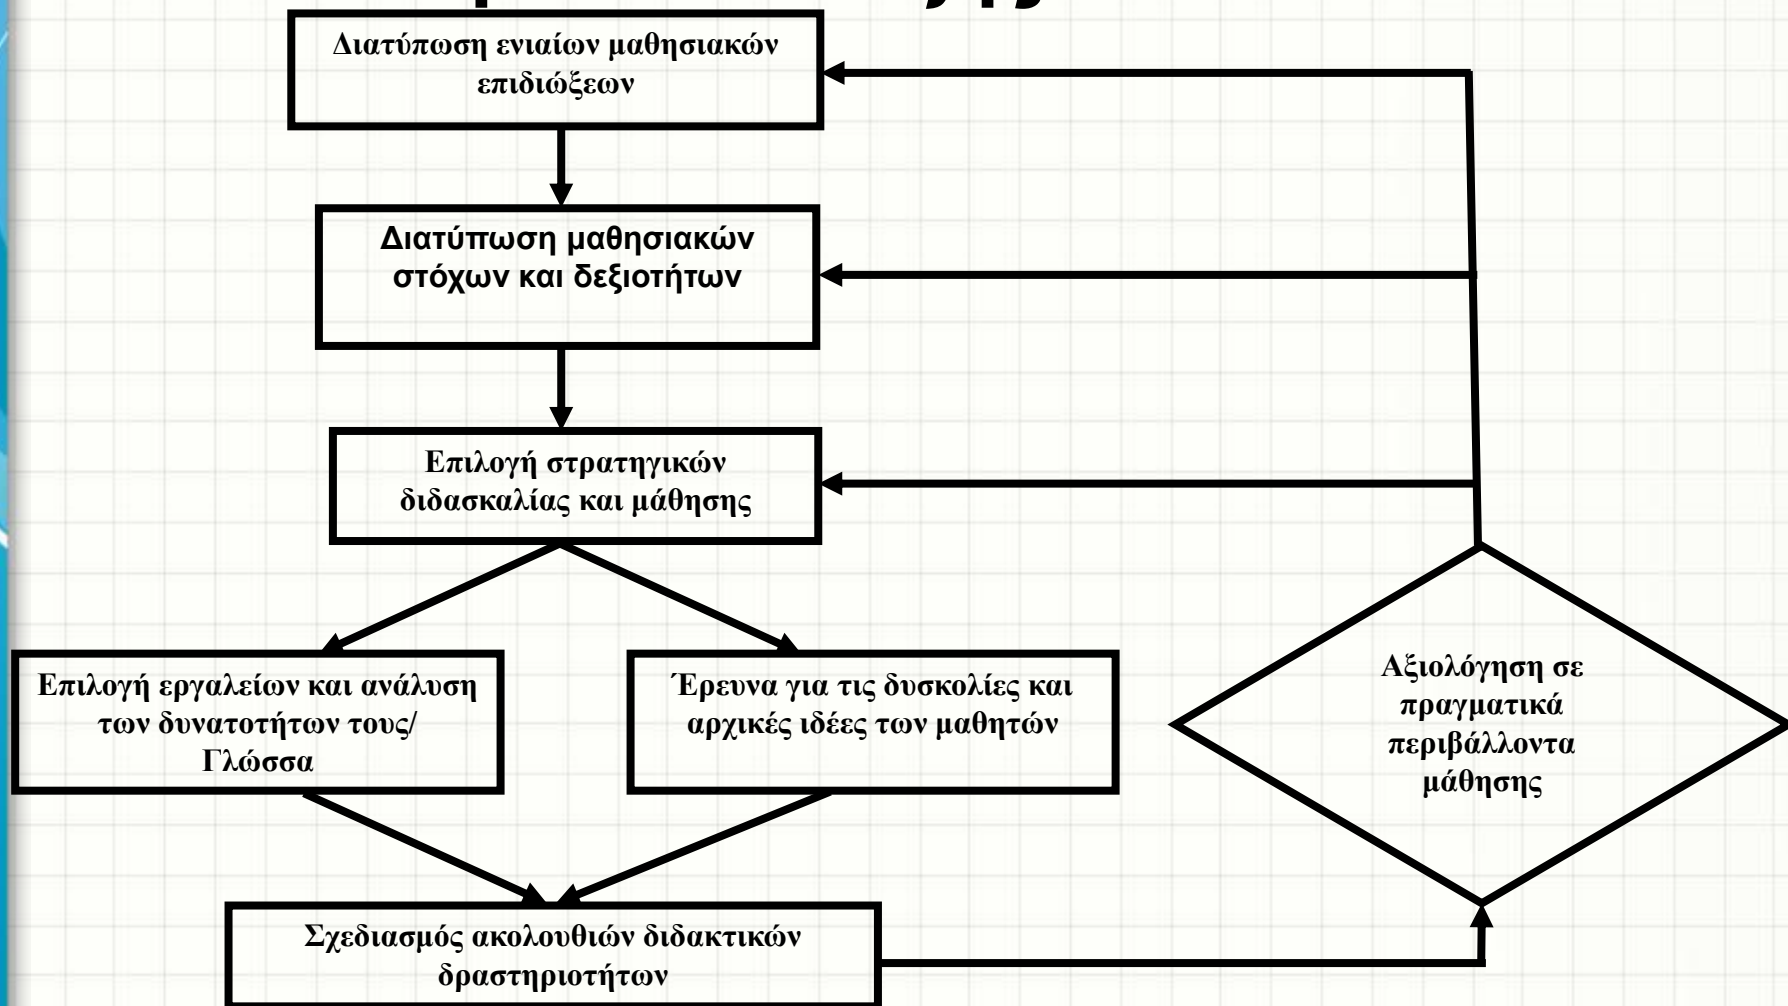 Διατύπωση ενιαίων μαθησιακών
επιδιώξεων
Διατύπωση μαθησιακών
στόχων και δεξιοτήτων
Επιλογή στρατηγικών
διδασκαλίας και μάθησης
Επιλογή εργαλείων και ανάλυση
των δυνατοτήτων τους/
Γλώσσα
Έρευνα για τις δυσκολίες και
αρχικές ιδέες των μαθητών
Αξιολόγηση σε
πραγματικά
περιβάλλοντα
μάθησης
Σχεδιασμός ακολουθιών διδακτικών
δραστηριοτήτων